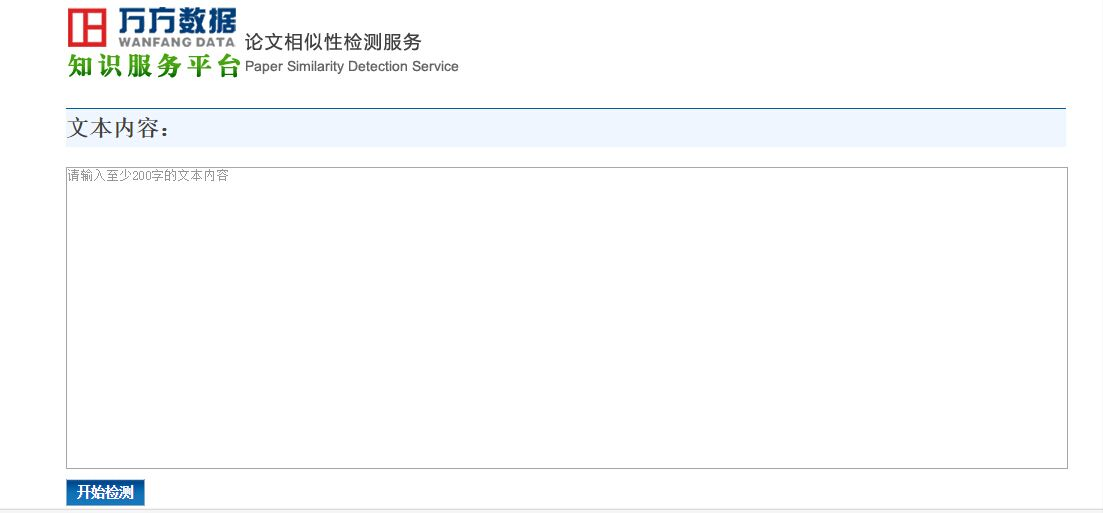 万方数据
WANFANG DATA
知识服务平台
论文相似性检测服务
Paper Similarity Detection Service
文本内容：
请输入至少200字的文本内容
开始检测